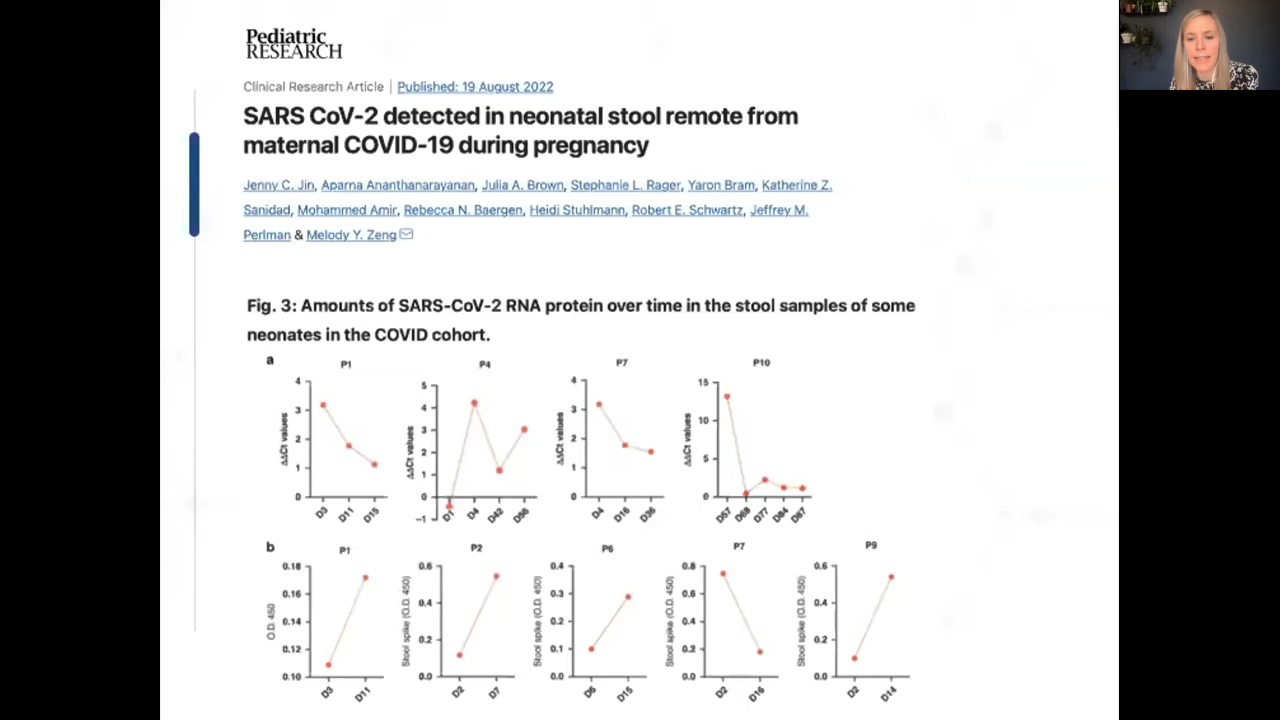 Pediatric
RESEARCH
Clinical Research Article | Published: 19 August 2022
SARS CoV-2 detected in neonatal stool remote from
maternal COVID-19 during pregnancy
Jenny C. Jin, Aparna Ananthanarayanan, Julia A. Brown, Stephanie L. Rager, Yaron Bram, Katherine Z.
Sanidad, Mohammed Amir, Rebecca N. Baergen, Heidi Stuhlmann, Robert E. Schwartz, Jeffrey M.
Perlman & Melody Y. Zeng
Fig. 3: Amounts of SARS-CoV-2 RNA protein over time in the stool samples of some
neonates in the COVID cohort.
a
P1
4
3
2
1
0
ΔΔCt values
D3 D11 D15
P4
5
4
3
2
1
0
-1
ΔΔCt values
D1 D4 D42 D56
P7
4
3
2
1
0
ΔΔCt values
D4 D16 D36
P10
15
10
5
0
ΔΔCt values
D57 D68 D77 D84 D87
b
P1
0.18
0.16
0.14
0.12
0.10
O.D. 450
D3 D11
P2
0.6
0.4
0.2
0.0
Stool spike (O.D. 450)
D2 D7
P6
0.4
0.3
0.2
0.1
0.0
Stool spike (O.D. 450)
D6 D15
P7
0.8
0.6
0.4
0.2
0.0
Stool spike (O.D. 450)
D2 D16
P9
0.6
0.4
0.2
0.0
Stool spike (O.D. 450)
D2 D14